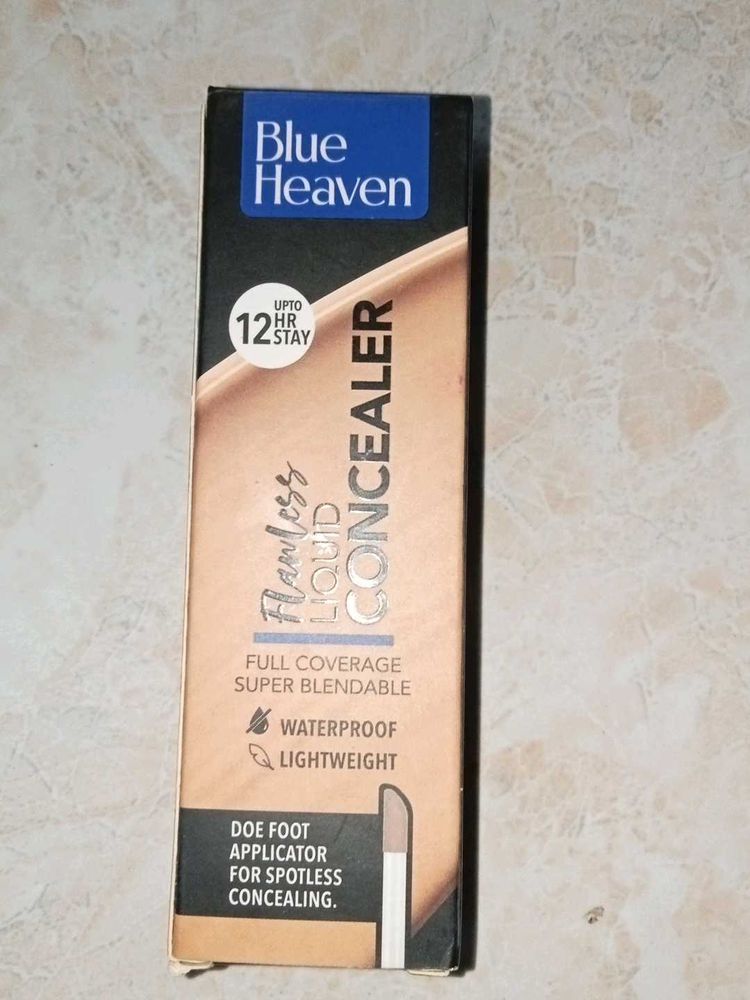 Blue
Heaven
UPTO
12 HR
STAY
Flawless
LIQUID
CONCEALER
FULL COVERAGE
SUPER BLENDABLE
WATERPROOF
LIGHTWEIGHT
DOE FOOT
APPLICATOR
FOR SPOTLESS
CONCEALING.